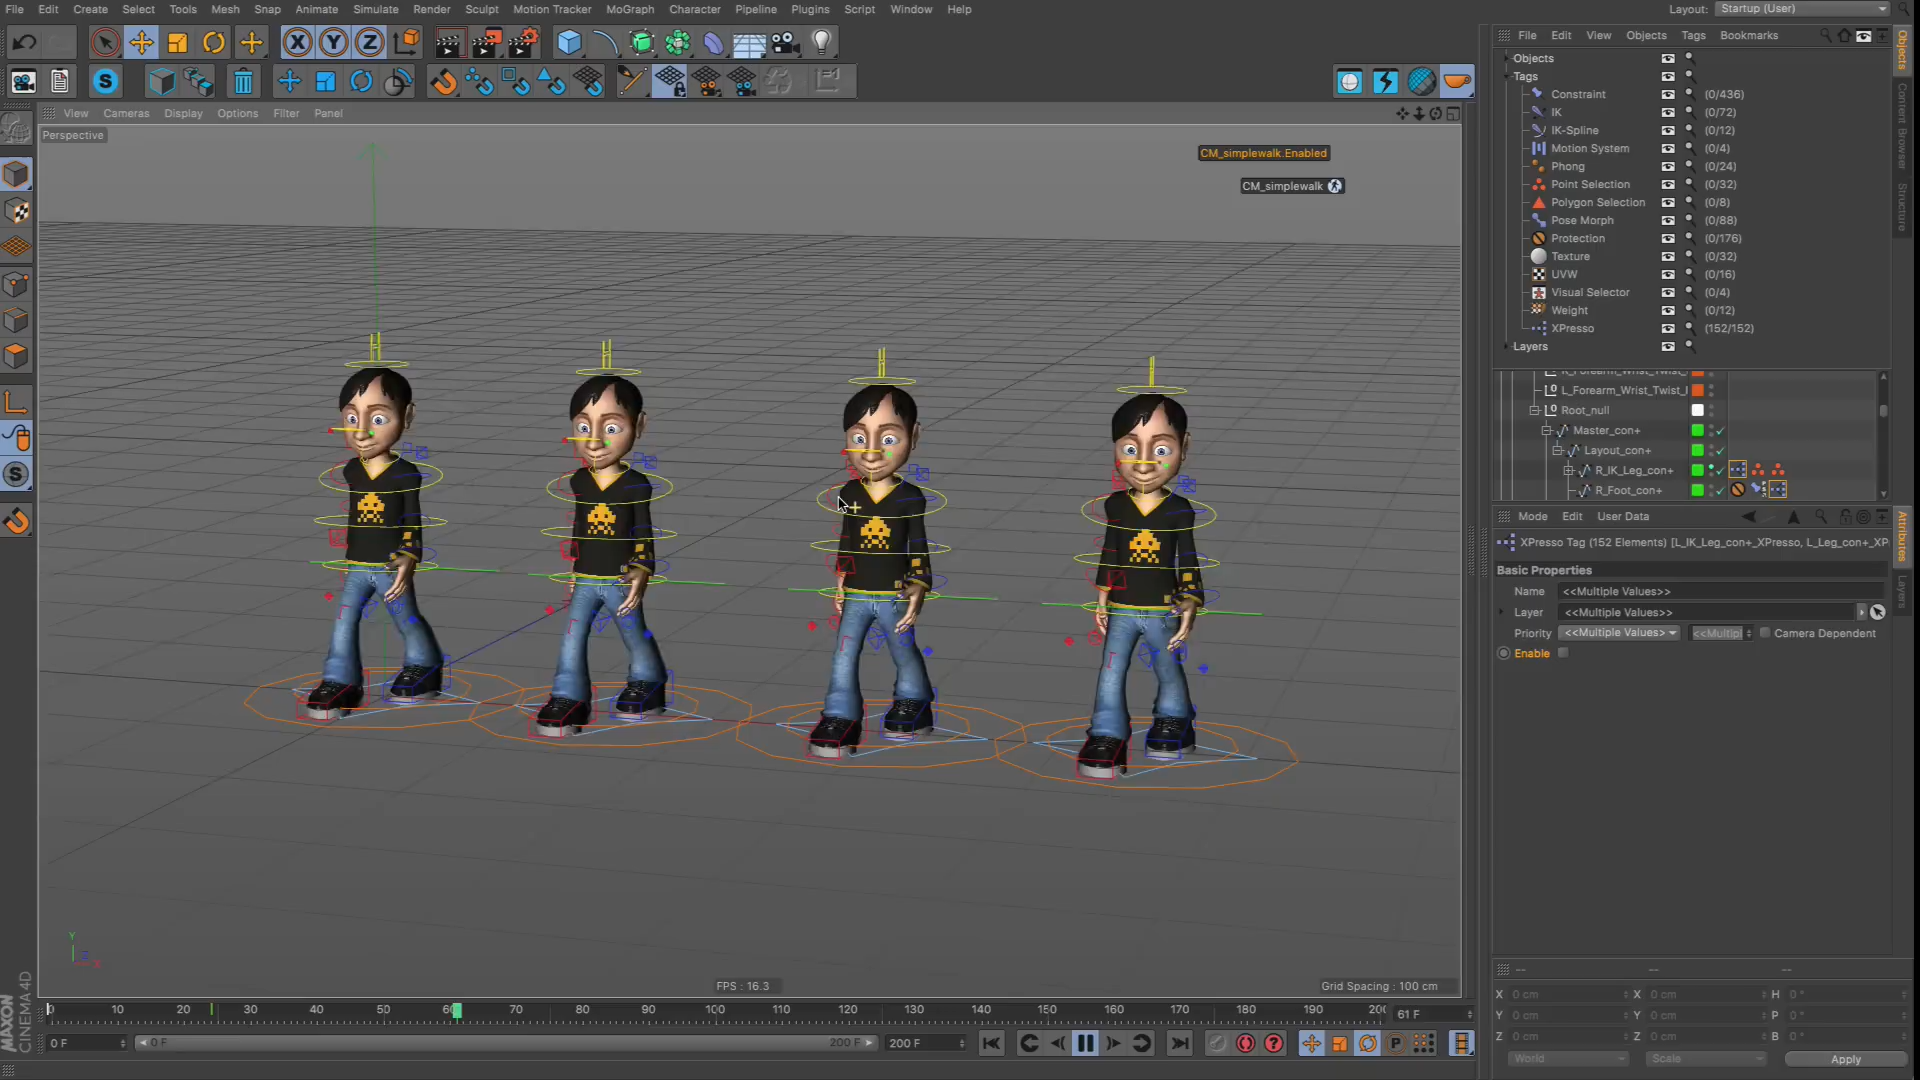 File Edit Create Select Tools Mesh Snap Animate Simulate Render Sculpt Motion Tracker MoGraph Character Pipeline Plugins Script Window Help
Layout: Startup (User)
X Y Z
View Cameras Display Options Filter Panel
Perspective
CM_simplewalk.Enabled
CM_simplewalk
FPS : 16.3
Grid Spacing : 100 cm
Y
Z
X
0 10 20 30 40 50 60 70 80 90 100 110 120 130 140 150 160 170 180 190 200
61 F
0 F
0 F
200 F
200 F
MAXON
CINEMA 4D
File Edit View Objects Tags Bookmarks
Objects
Tags
Constraint (0/436)
IK (0/72)
IK-Spline (0/12)
Motion System (0/4)
Phong (0/24)
Point Selection (0/32)
Polygon Selection (0/8)
Pose Morph (0/88)
Protection (0/176)
Texture (0/32)
UVW (0/16)
Visual Selector (0/4)
Weight (0/12)
XPresso (152/152)
Layers
L_Forearm_Wrist_Twist_
Root_null
Master_con+
Layout_con+
R_IK_Leg_con+
R_Foot_con+
Mode Edit User Data
XPresso Tag (152 Elements) [L_IK_Leg_con+_XPresso, L_Leg_con+_XP
Basic Properties
Name <<Multiple Values>>
Layer <<Multiple Values>>
Priority <<Multiple Values>> <<Multipl Camera Dependent
Enable
-- -- --
X 0 cm X 0 cm H 0 °
Y 0 cm Y 0 cm P 0 °
Z 0 cm Z 0 cm B 0 °
World Scale Apply
Objects
Content Browser
Structure
Attributes
Layers